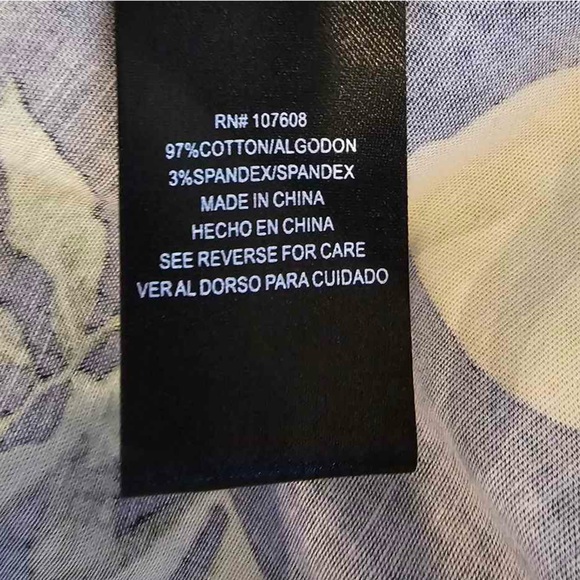 RN# 107608
97%COTTON/ALGODON
3%SPANDEX/SPANDEX
MADE IN CHINA
HECHO EN CHINA
SEE REVERSE FOR CARE
VER AL DORSO PARA CUIDADO